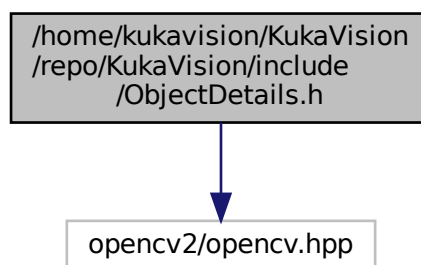 /home/kukavision/KukaVision
/repo/KukaVision/include
/ObjectDetails.h
opencv2/opencv.hpp